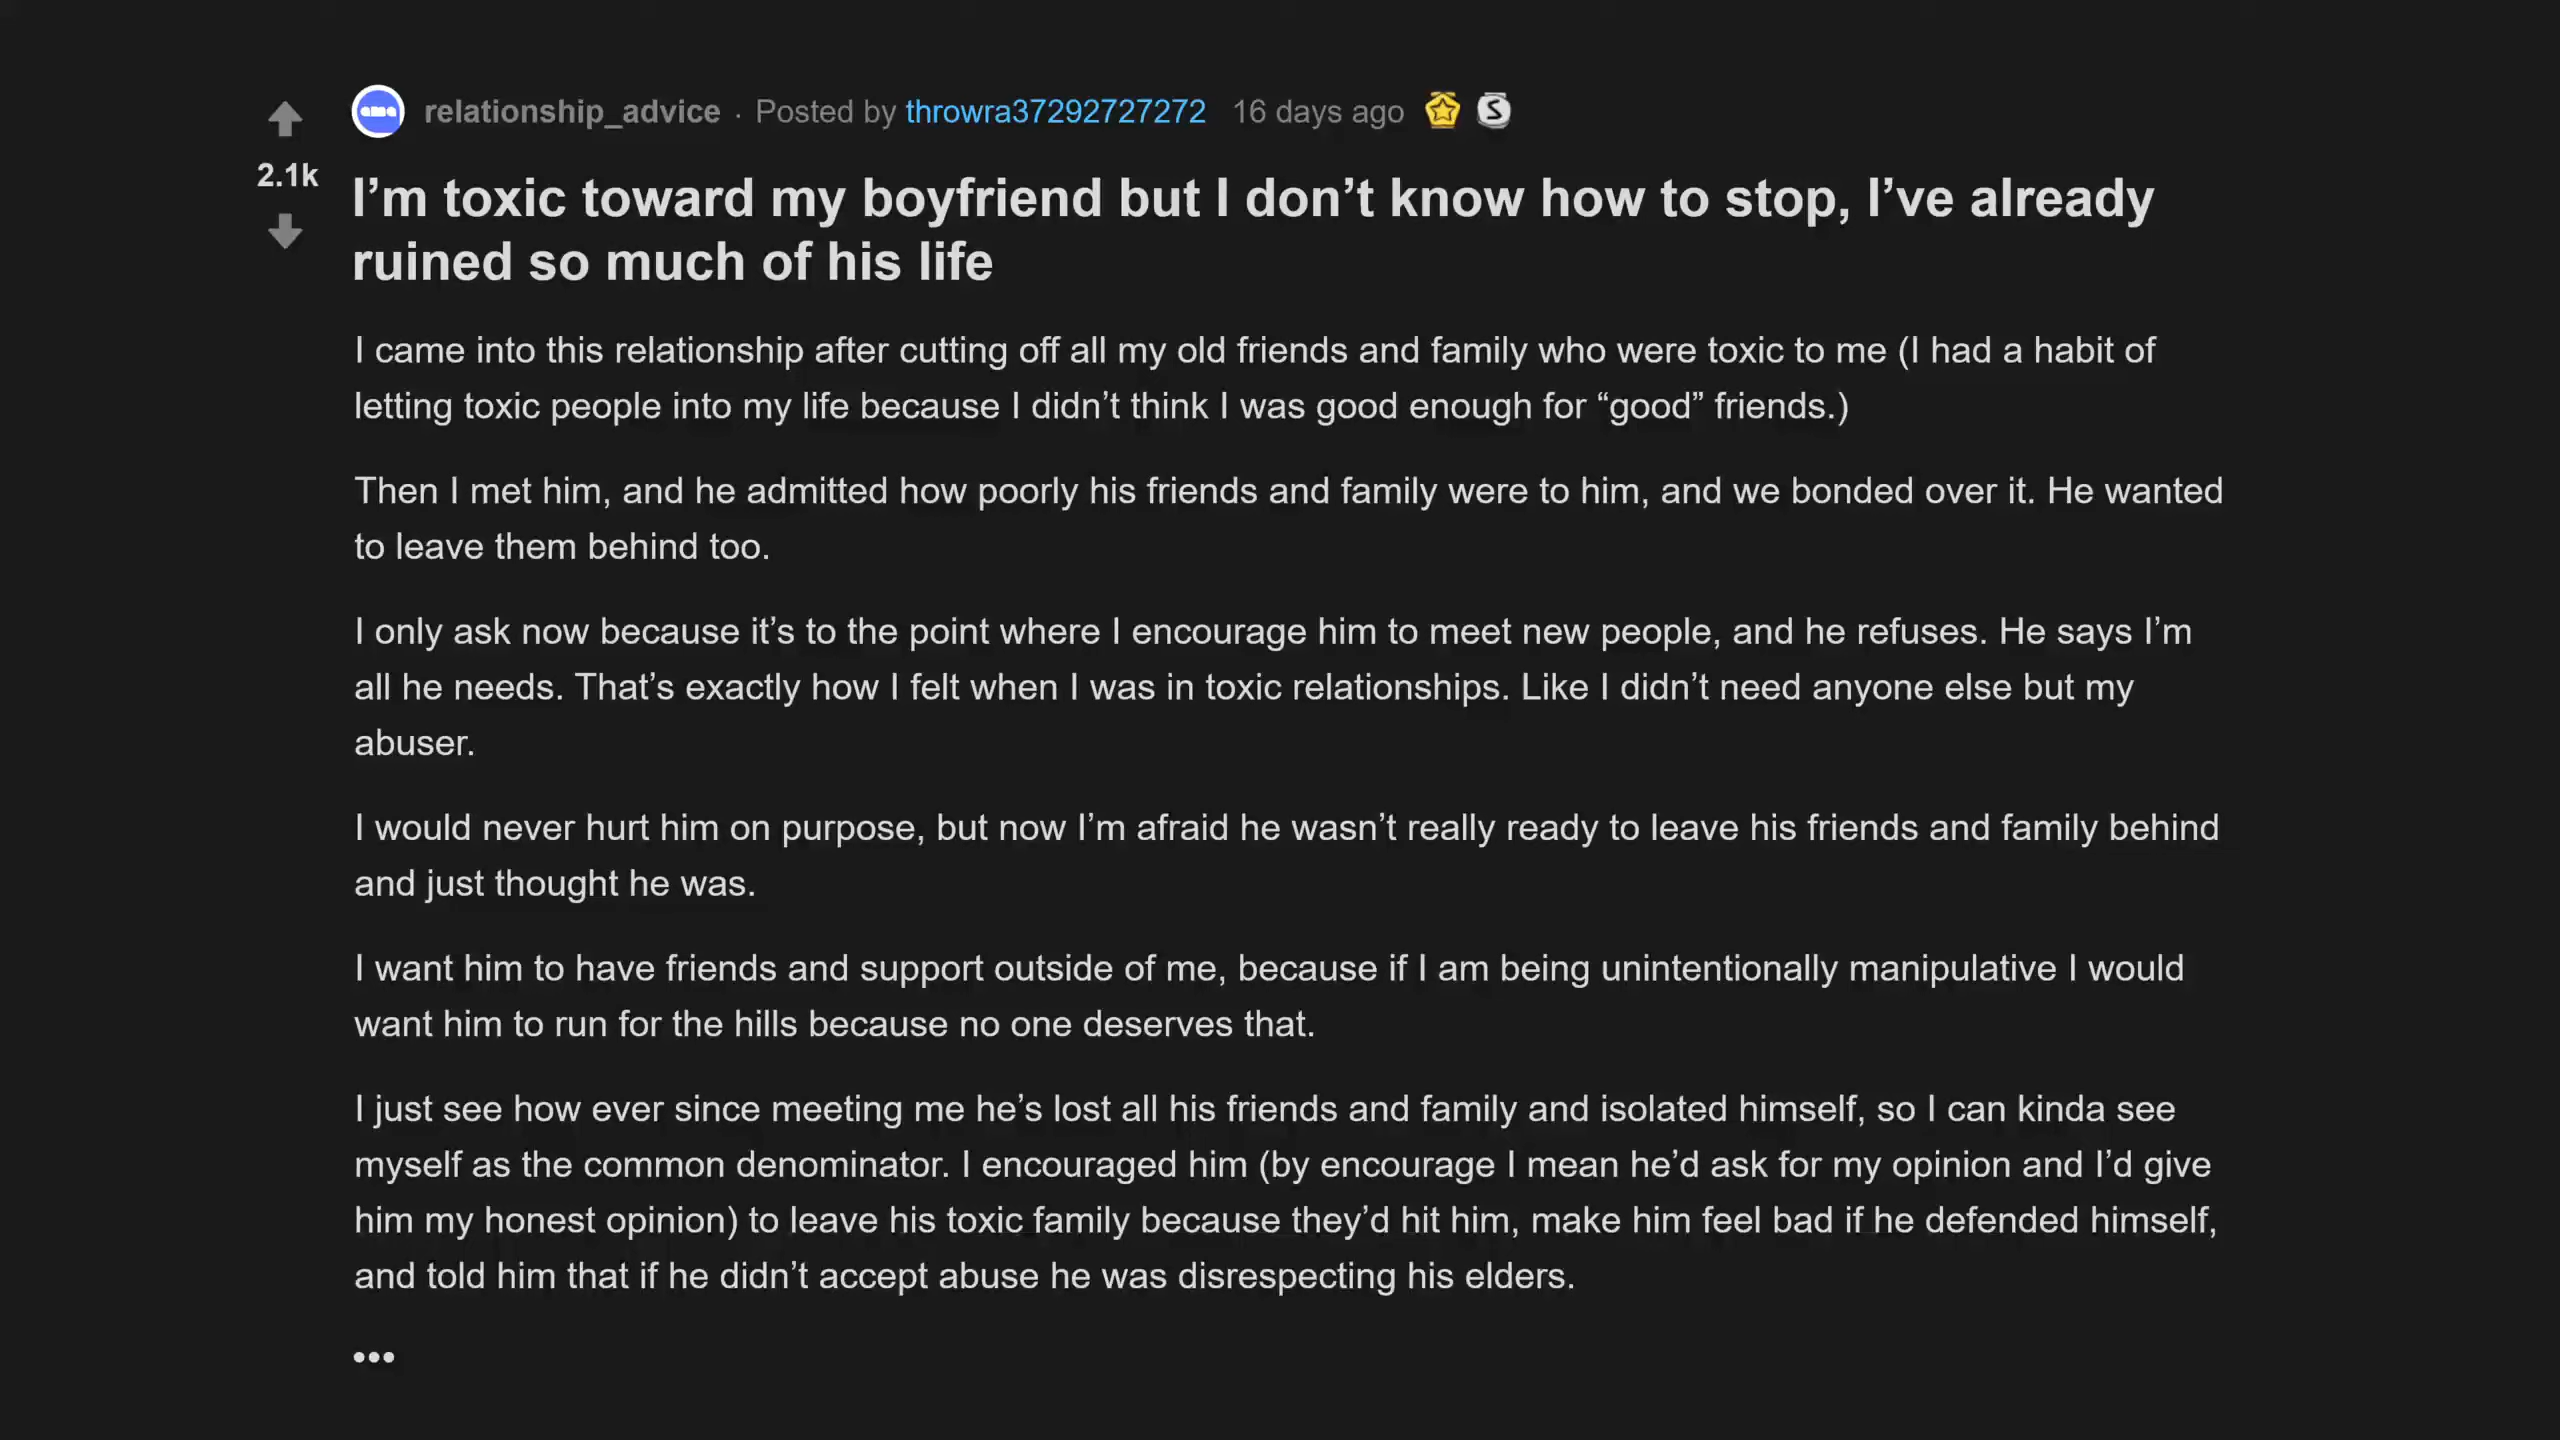 ama relationship_advice · Posted by throwra37292727272 16 days ago S
2.1k
I’m toxic toward my boyfriend but I don’t know how to stop, I’ve already
ruined so much of his life
I came into this relationship after cutting off all my old friends and family who were toxic to me (I had a habit of
letting toxic people into my life because I didn’t think I was good enough for “good” friends.)
Then I met him, and he admitted how poorly his friends and family were to him, and we bonded over it. He wanted
to leave them behind too.
I only ask now because it’s to the point where I encourage him to meet new people, and he refuses. He says I’m
all he needs. That’s exactly how I felt when I was in toxic relationships. Like I didn’t need anyone else but my
abuser.
I would never hurt him on purpose, but now I’m afraid he wasn’t really ready to leave his friends and family behind
and just thought he was.
I want him to have friends and support outside of me, because if I am being unintentionally manipulative I would
want him to run for the hills because no one deserves that.
I just see how ever since meeting me he’s lost all his friends and family and isolated himself, so I can kinda see
myself as the common denominator. I encouraged him (by encourage I mean he’d ask for my opinion and I’d give
him my honest opinion) to leave his toxic family because they’d hit him, make him feel bad if he defended himself,
and told him that if he didn’t accept abuse he was disrespecting his elders.
•••